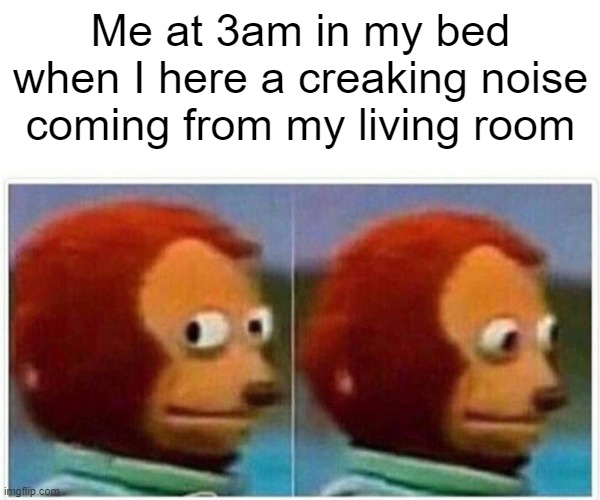 Me at 3am in my bed
when I here a creaking noise
coming from my living room
imgflip.com